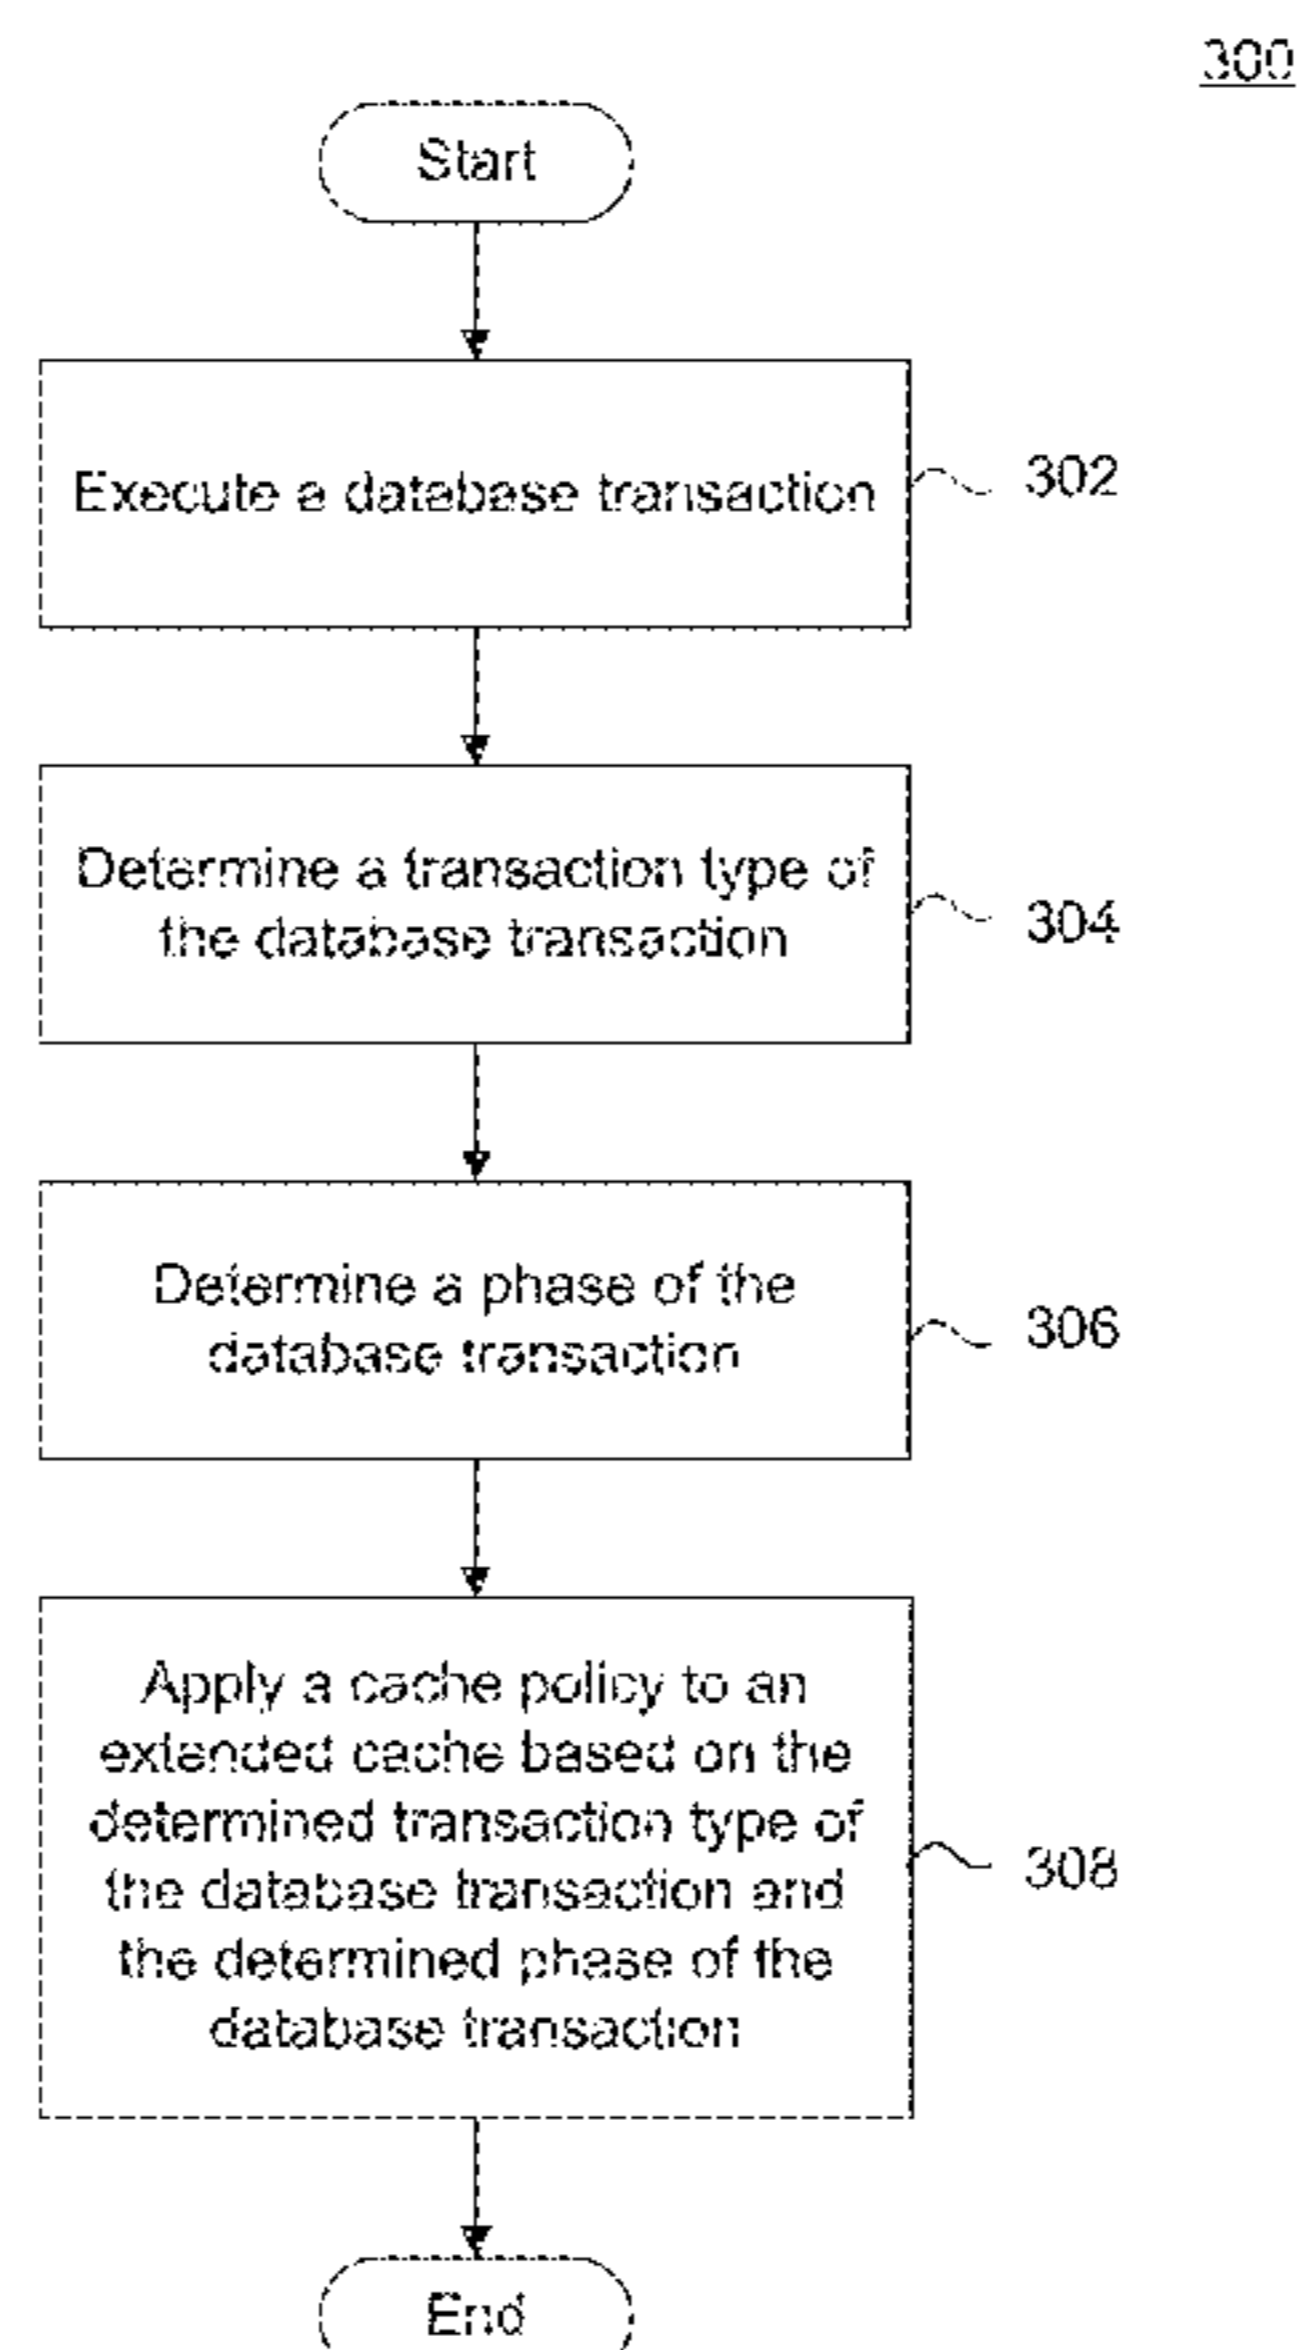 300
Start
Execute a database transaction
302
Determine a transaction type of
the database transaction
304
Determine a phase of the
database transaction
306
Apply a cache policy to an
extended cache based on the
determined transaction type of
the database transaction and
the determined phase of the
database transaction
308
End